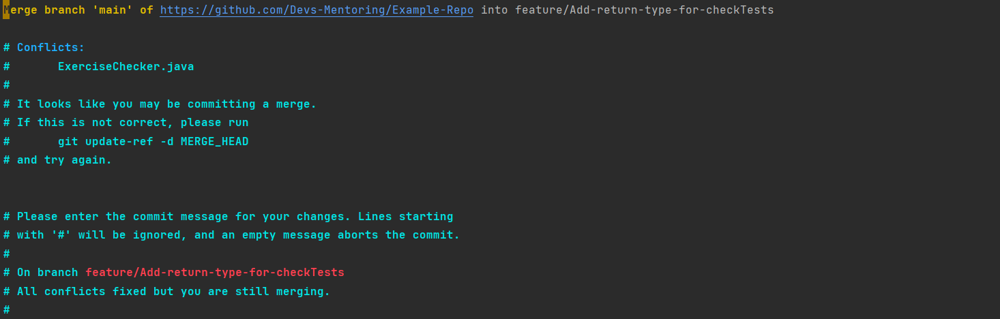 Merge branch 'main' of https://github.com/Devs-Mentoring/Example-Repo into feature/Add-return-type-for-checkTests
# Conflicts:
#       ExerciseChecker.java
#
# It looks like you may be committing a merge.
# If this is not correct, please run
#       git update-ref -d MERGE_HEAD
# and try again.
# Please enter the commit message for your changes. Lines starting
# with '#' will be ignored, and an empty message aborts the commit.
#
# On branch feature/Add-return-type-for-checkTests
# All conflicts fixed but you are still merging.
#